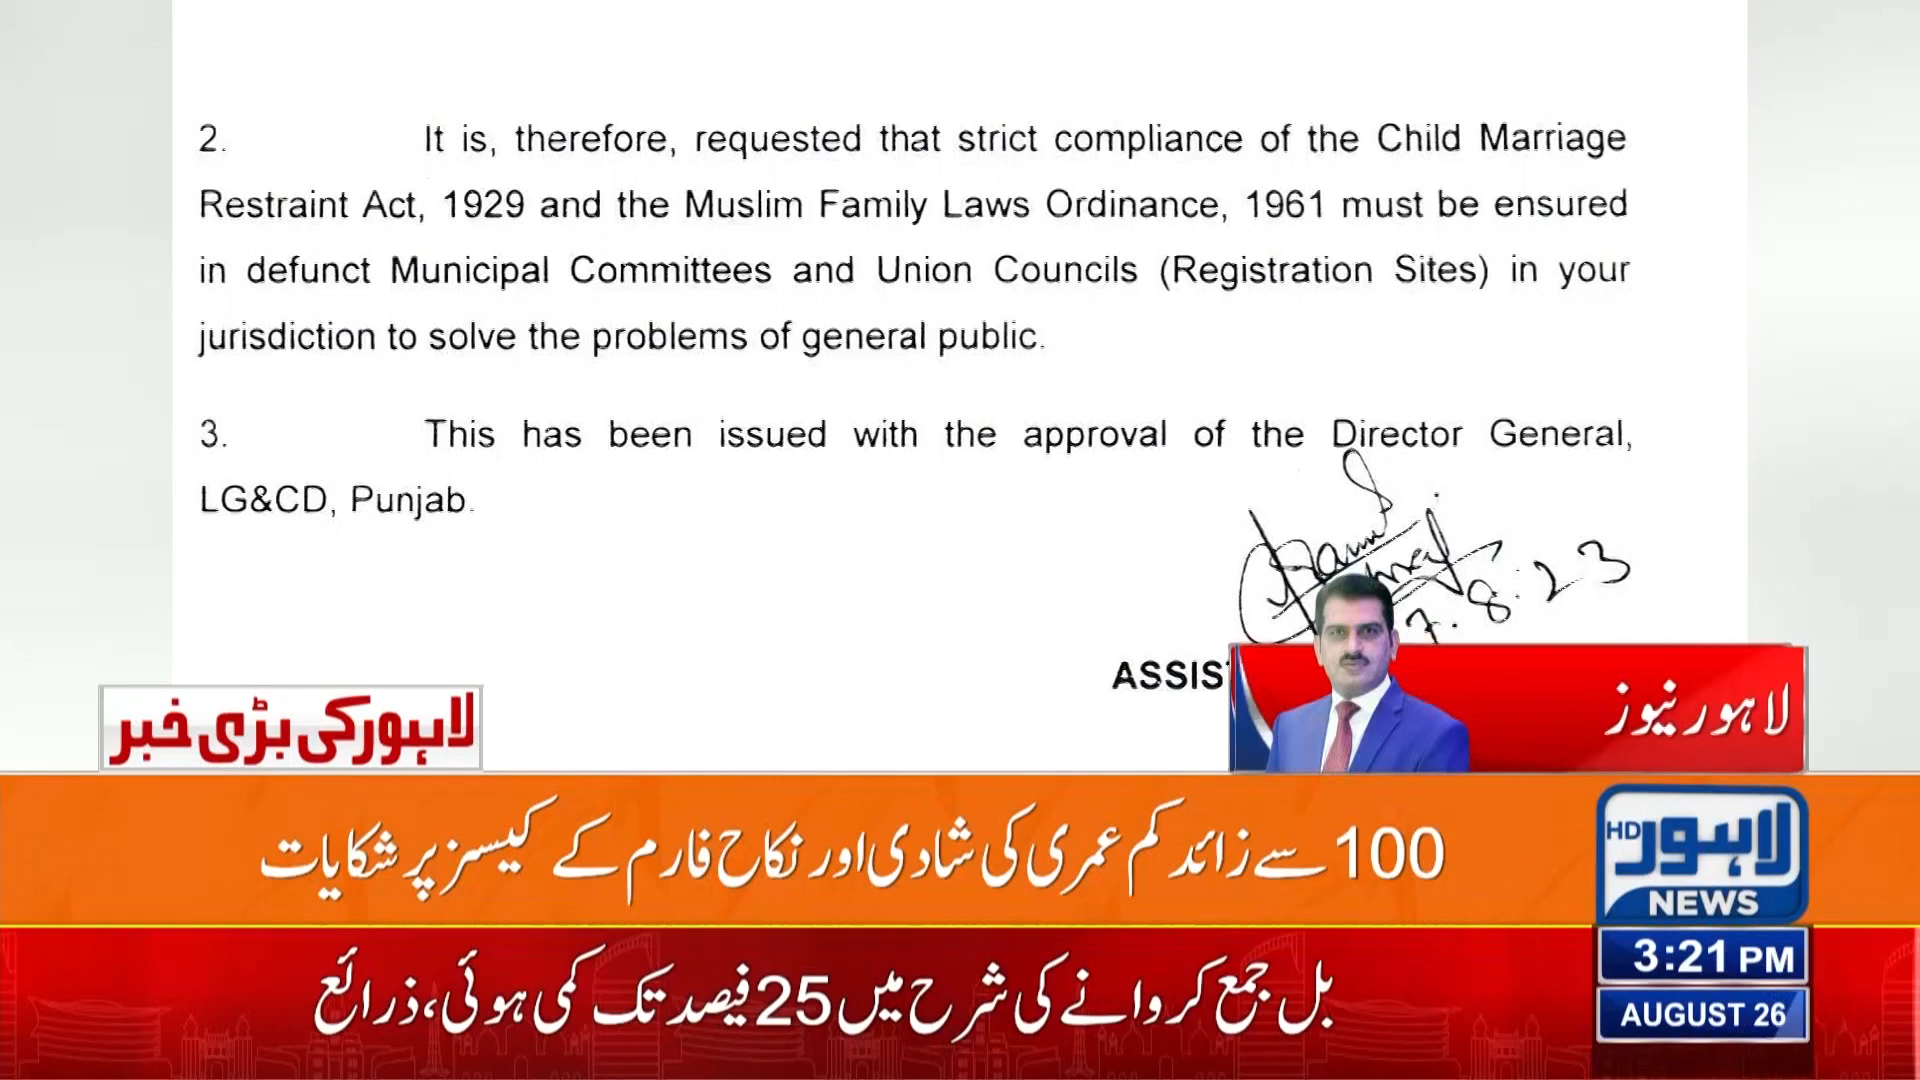 2. It is, therefore, requested that strict compliance of the Child Marriage
Restraint Act, 1929 and the Muslim Family Laws Ordinance, 1961 must be ensured
in defunct Municipal Committees and Union Councils (Registration Sites) in your
jurisdiction to solve the problems of general public.
3. This has been issued with the approval of the Director General,
LG&CD, Punjab.
7.8.23
ASSIST
لاہور نیوز
لاہور کی بڑی خبر
100 سے زائد کم عمری کی شادی اور نکاح فارم کے کیسز پر شکایات
لاہور HD
NEWS
3:21 PM
بل جمع کروانے کی شرح میں 25 فیصد تک کمی ہوئی، ذرائع
AUGUST 26